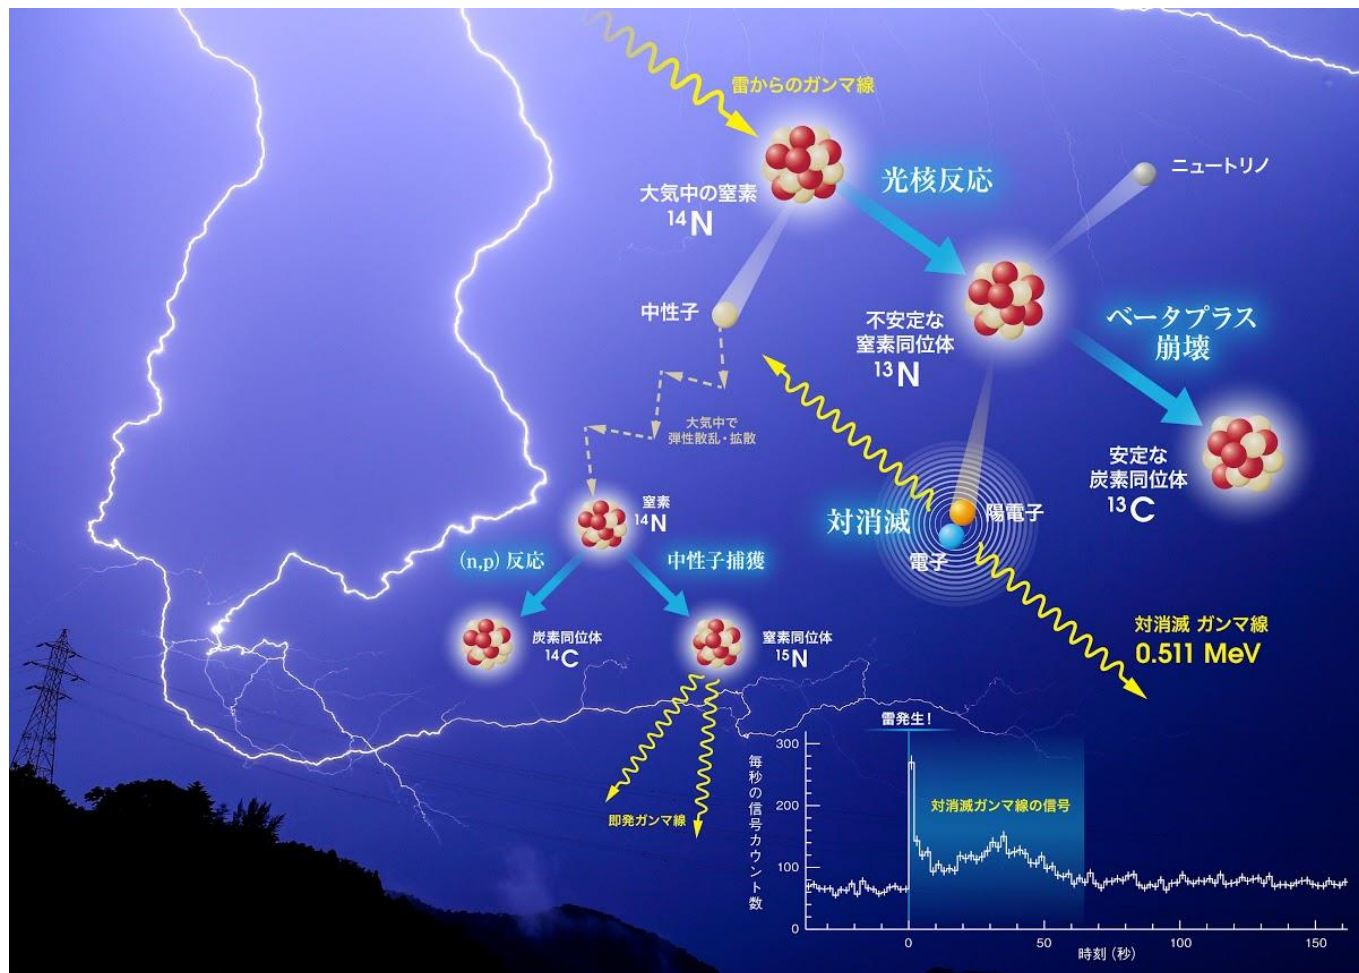 雷からのガンマ線
大気中の窒素
14N
光核反応
ニュートリノ
中性子
不安定な
窒素同位体
13N
ベータプラス
崩壊
大気中で
弾性散乱・拡散
安定な
炭素同位体
13C
対消滅
陽電子
電子
窒素
14N
(n,p) 反応
中性子捕獲
炭素同位体
14C
窒素同位体
15N
対消滅 ガンマ線
0.511 MeV
即発ガンマ線
雷発生!
対消滅ガンマ線の信号
毎秒の信号カウント数
300
200
100
0
0
50
100
150
時刻 (秒)